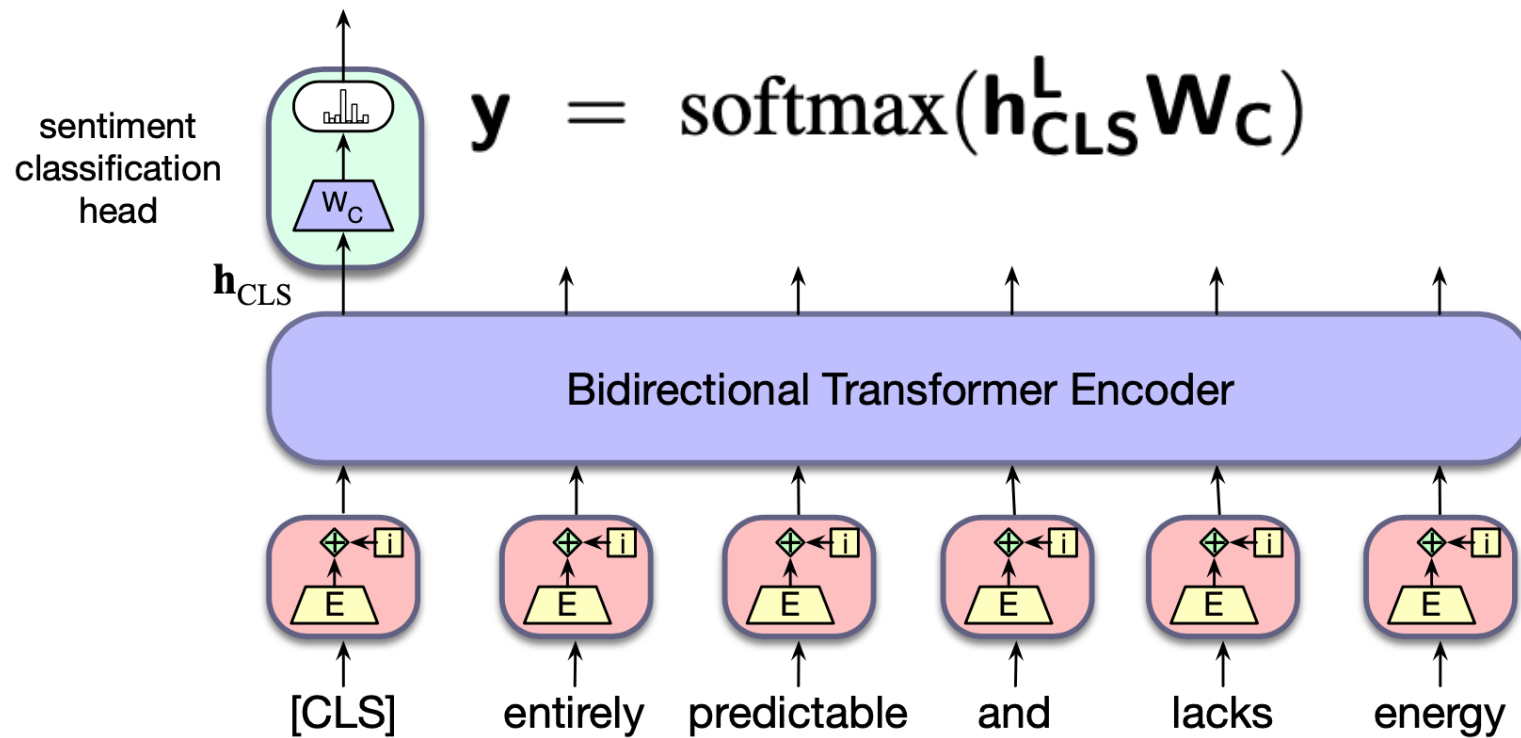 y = softmax(h^L_CLS W_C)
sentiment
classification
head
W_C
h_CLS
Bidirectional Transformer Encoder
+ i + i + i + i + i + i
E E E E E E
[CLS] entirely predictable and lacks energy